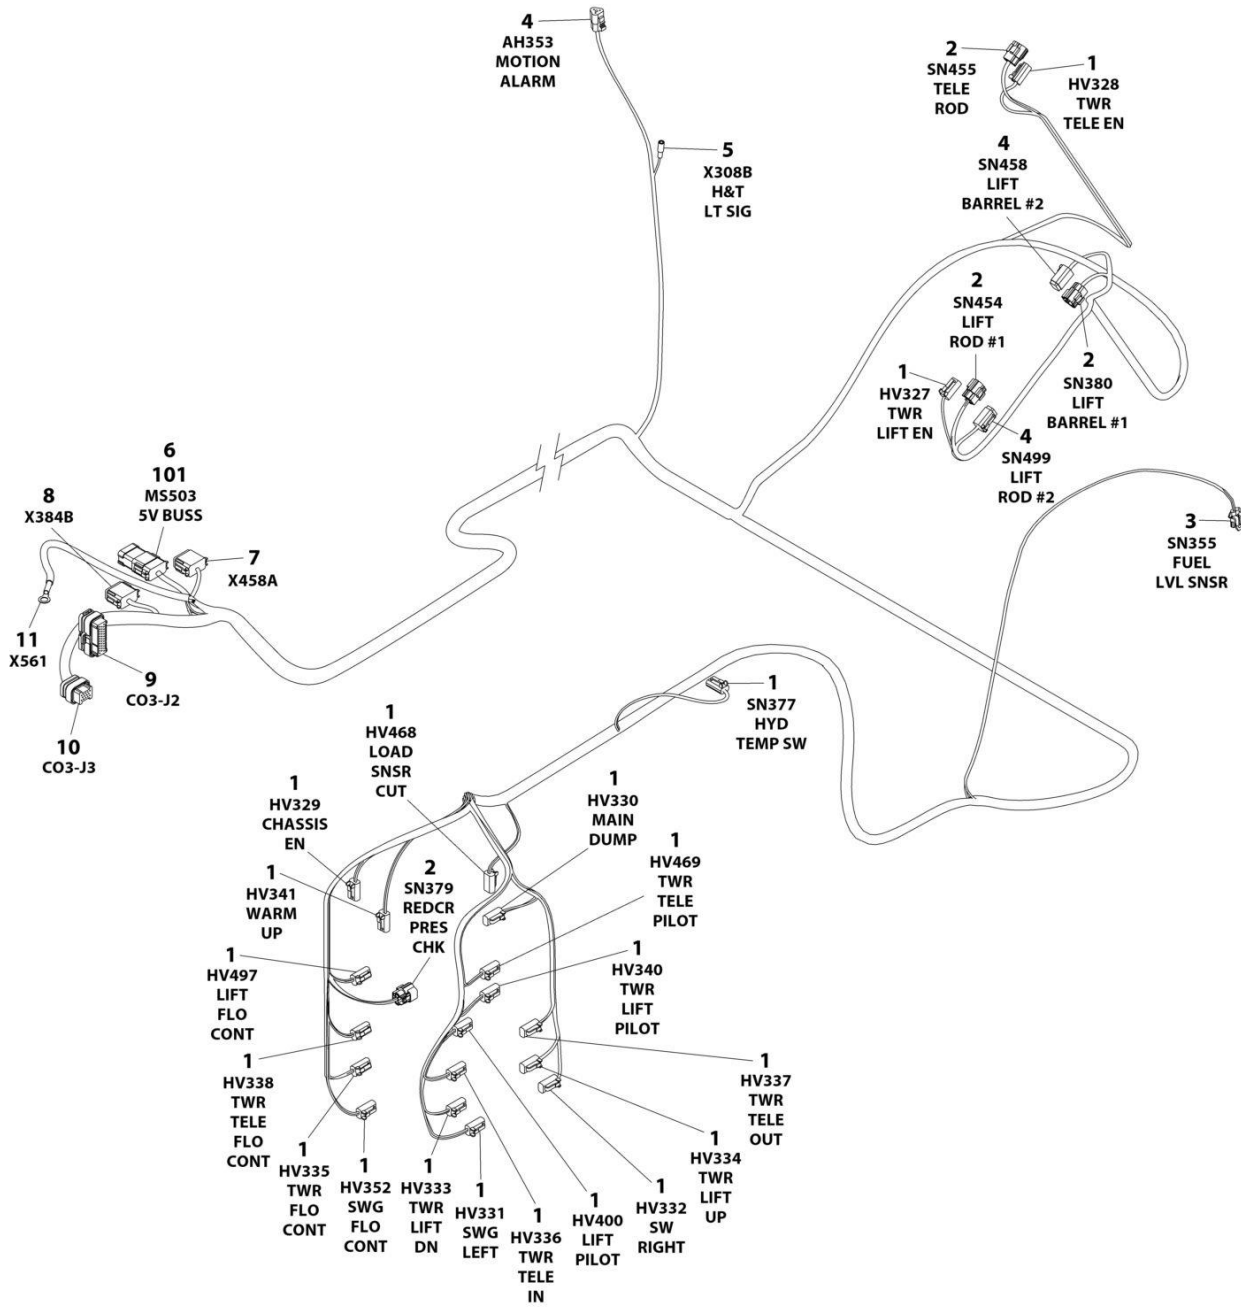 4
AH353
MOTION
ALARM
2
SN455
TELE
ROD
1
HV328
TWR
TELE EN
5
X308B
H&T
LT SIG
4
SN458
LIFT
BARREL #2
2
SN454
LIFT
ROD #1
1
HV327
TWR
LIFT EN
2
SN380
LIFT
BARREL #1
4
SN499
LIFT
ROD #2
3
SN355
FUEL
LVL SNSR
6
101
MS503
5V BUSS
8
X384B
7
X458A
11
X561
9
CO3-J2
10
CO3-J3
1
SN377
HYD
TEMP SW
1
HV468
LOAD
SNSR
CUT
1
HV329
CHASSIS
EN
1
HV330
MAIN
DUMP
1
HV341
WARM
UP
2
SN379
REDCR
PRES
CHK
1
HV469
TWR
TELE
PILOT
1
HV497
LIFT
FLO
CONT
1
HV340
TWR
LIFT
PILOT
1
HV338
TWR
TELE
FLO
CONT
1
HV337
TWR
TELE
OUT
1
HV335
TWR
FLO
CONT
1
HV352
SWG
FLO
CONT
1
HV333
TWR
LIFT
DN
1
HV331
SWG
LEFT
1
HV336
TWR
TELE
IN
1
HV400
LIFT
PILOT
1
HV332
SW
RIGHT
1
HV334
TWR
LIFT
UP